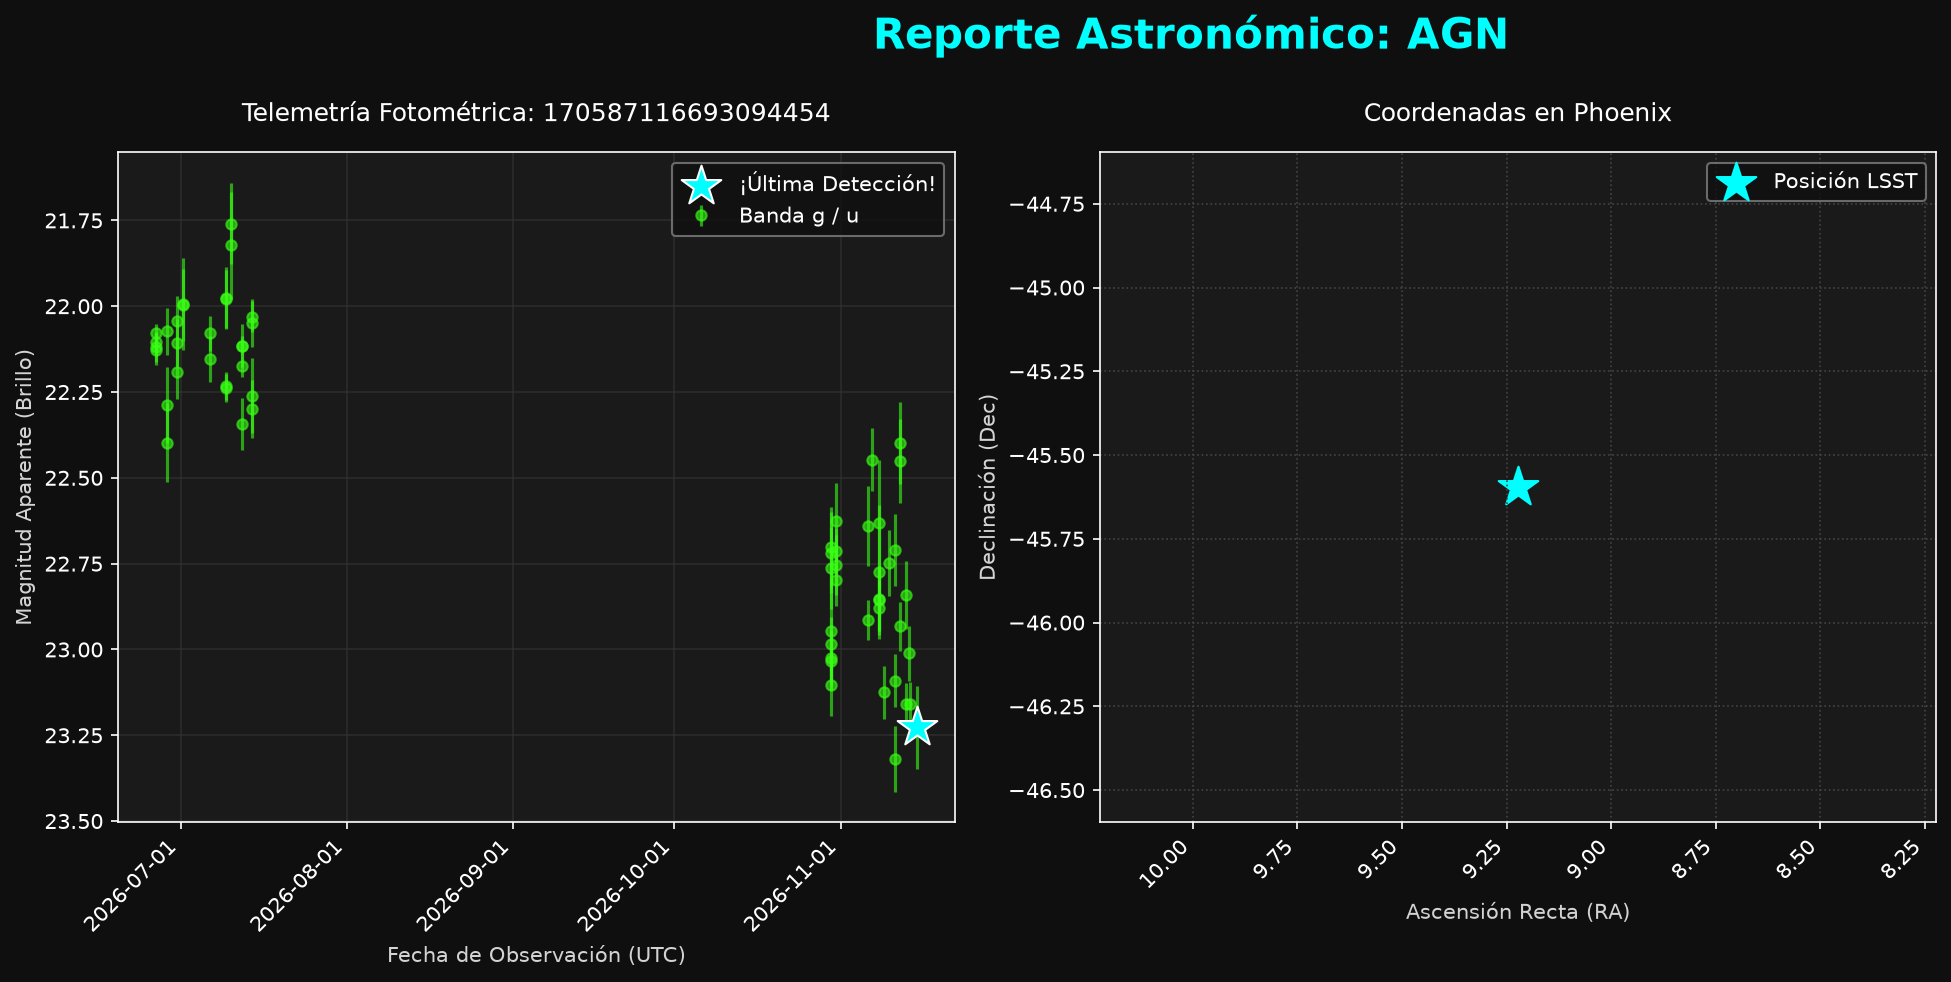 Reporte Astronómico: AGN
Telemetría Fotométrica: 170587116693094454
¡Última Detección!
Banda g / u
Magnitud Aparente (Brillo)
21.75
22.00
22.25
22.50
22.75
23.00
23.25
23.50
2026-07-01
2026-08-01
2026-09-01
2026-10-01
2026-11-01
Fecha de Observación (UTC)
Coordenadas en Phoenix
Posición LSST
Declinación (Dec)
−44.75
−45.00
−45.25
−45.50
−45.75
−46.00
−46.25
−46.50
10.00
9.75
9.50
9.25
9.00
8.75
8.50
8.25
Ascensión Recta (RA)